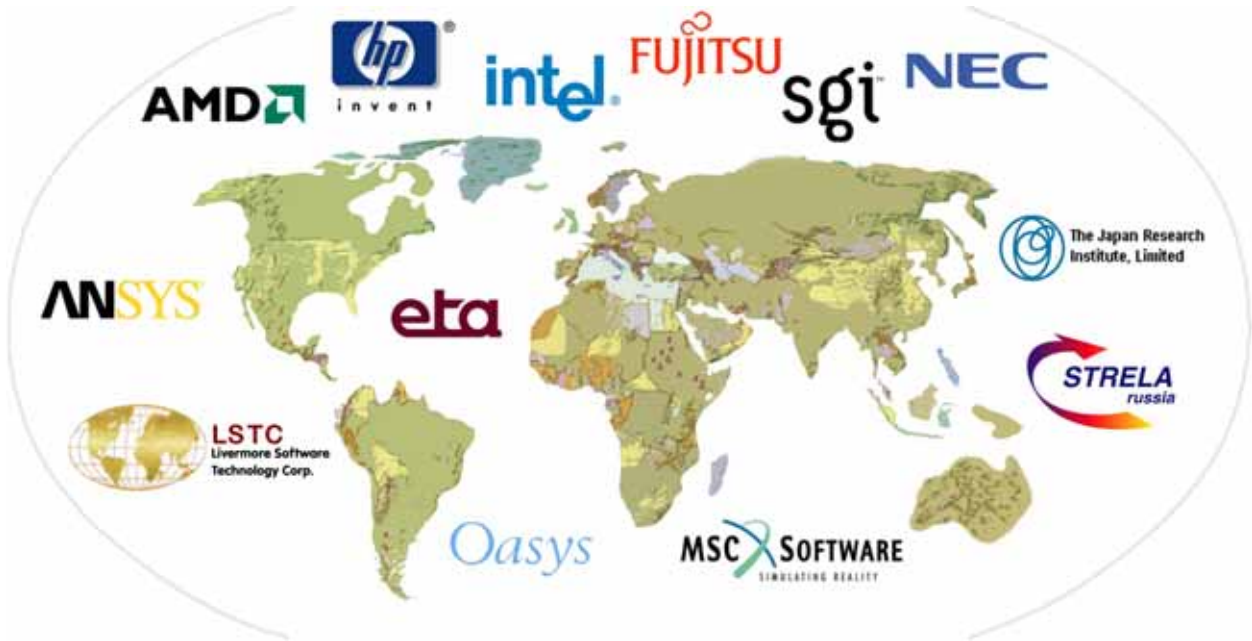 AMD
hp
®
invent
intel®
FUJITSU
sgi™
NEC
The Japan Research
Institute, Limited
ANSYS
eta
STRELA
russia
LSTC
Livermore Software
Technology Corp.
Oasys
MSC SOFTWARE
SIMULATING REALITY